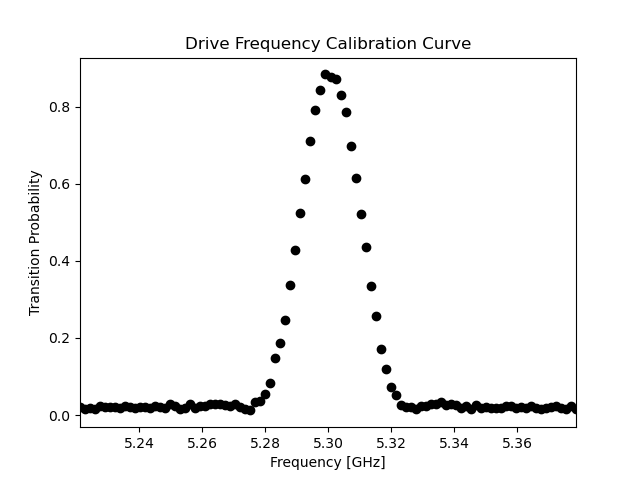 Drive Frequency Calibration Curve
Transition Probability
0.8
0.6
0.4
0.2
0.0
5.24 5.26 5.28 5.30 5.32 5.34 5.36
Frequency [GHz]